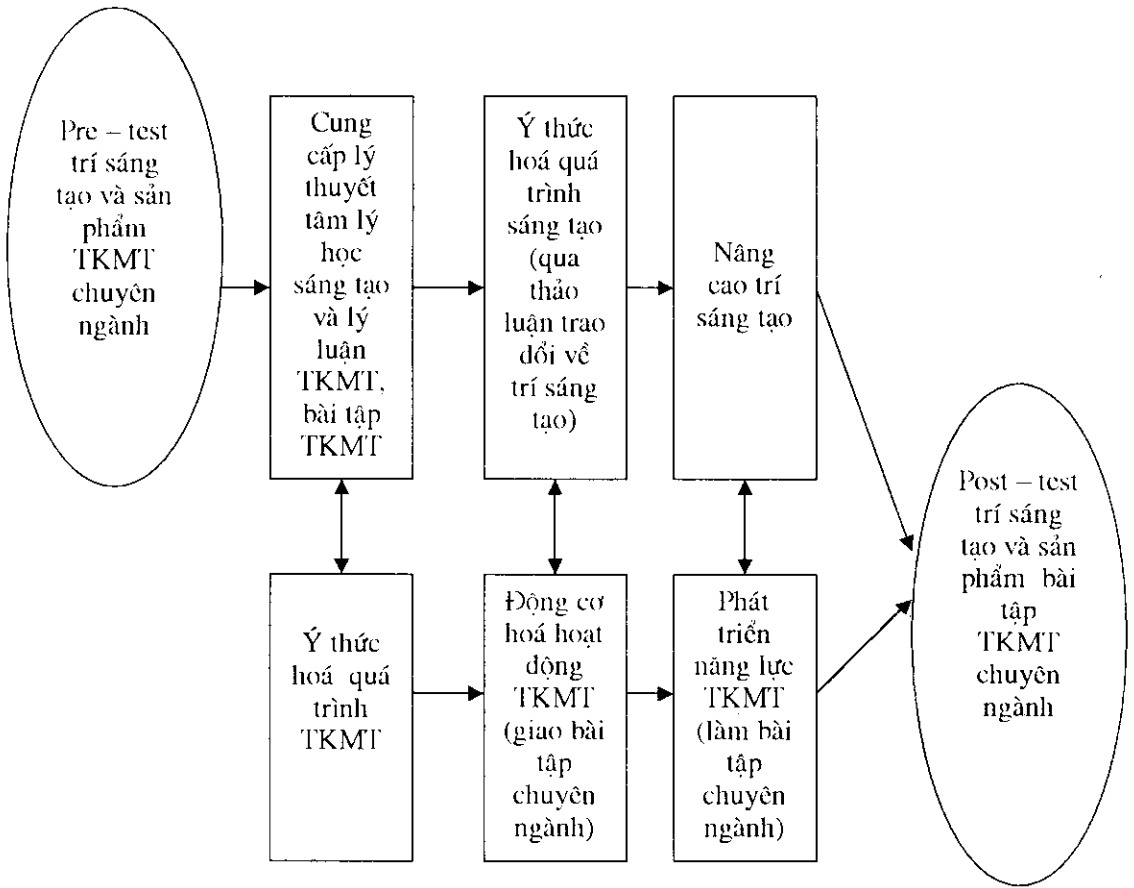 Pre – test
trí sáng
tạo và sản
phẩm
TKMT
chuyên
ngành
Cung
cấp lý
thuyết
tâm lý
học
sáng tạo
và lý
luận
TKMT,
bài tập
TKMT
Ý thức
hoá quá
trình
sáng tạo
(qua
thảo
luận trao
đổi về
trí sáng
tạo)
Nâng
cao trí
sáng tạo
Ý thức
hoá quá
trình
TKMT
Động cơ
hoá hoạt
động
TKMT
(giao bài
tập
chuyên
ngành)
Phát
triển
năng lực
TKMT
(làm bài
tập
chuyên
ngành)
Post – test
trí sáng
tạo và sản
phẩm bài
tập
TKMT
chuyên
ngành